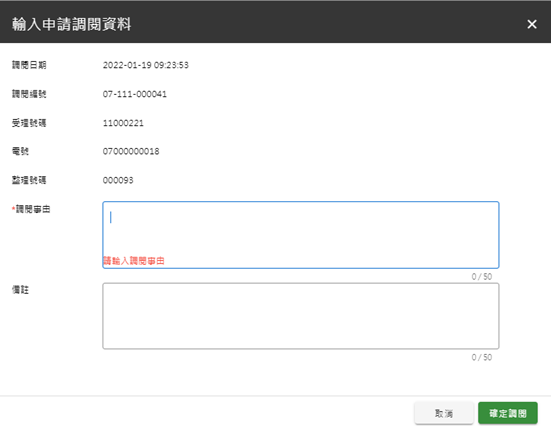 輸入申請調閱資料
調閱日期 2022-01-19 09:23:53
調閱編號 07-111-000041
受理號碼 11000221
電號 07000000018
整理號碼 000093
*調閱事由
請輸入調閱事由
0 / 50
備註
0 / 50
取消 確定調閱